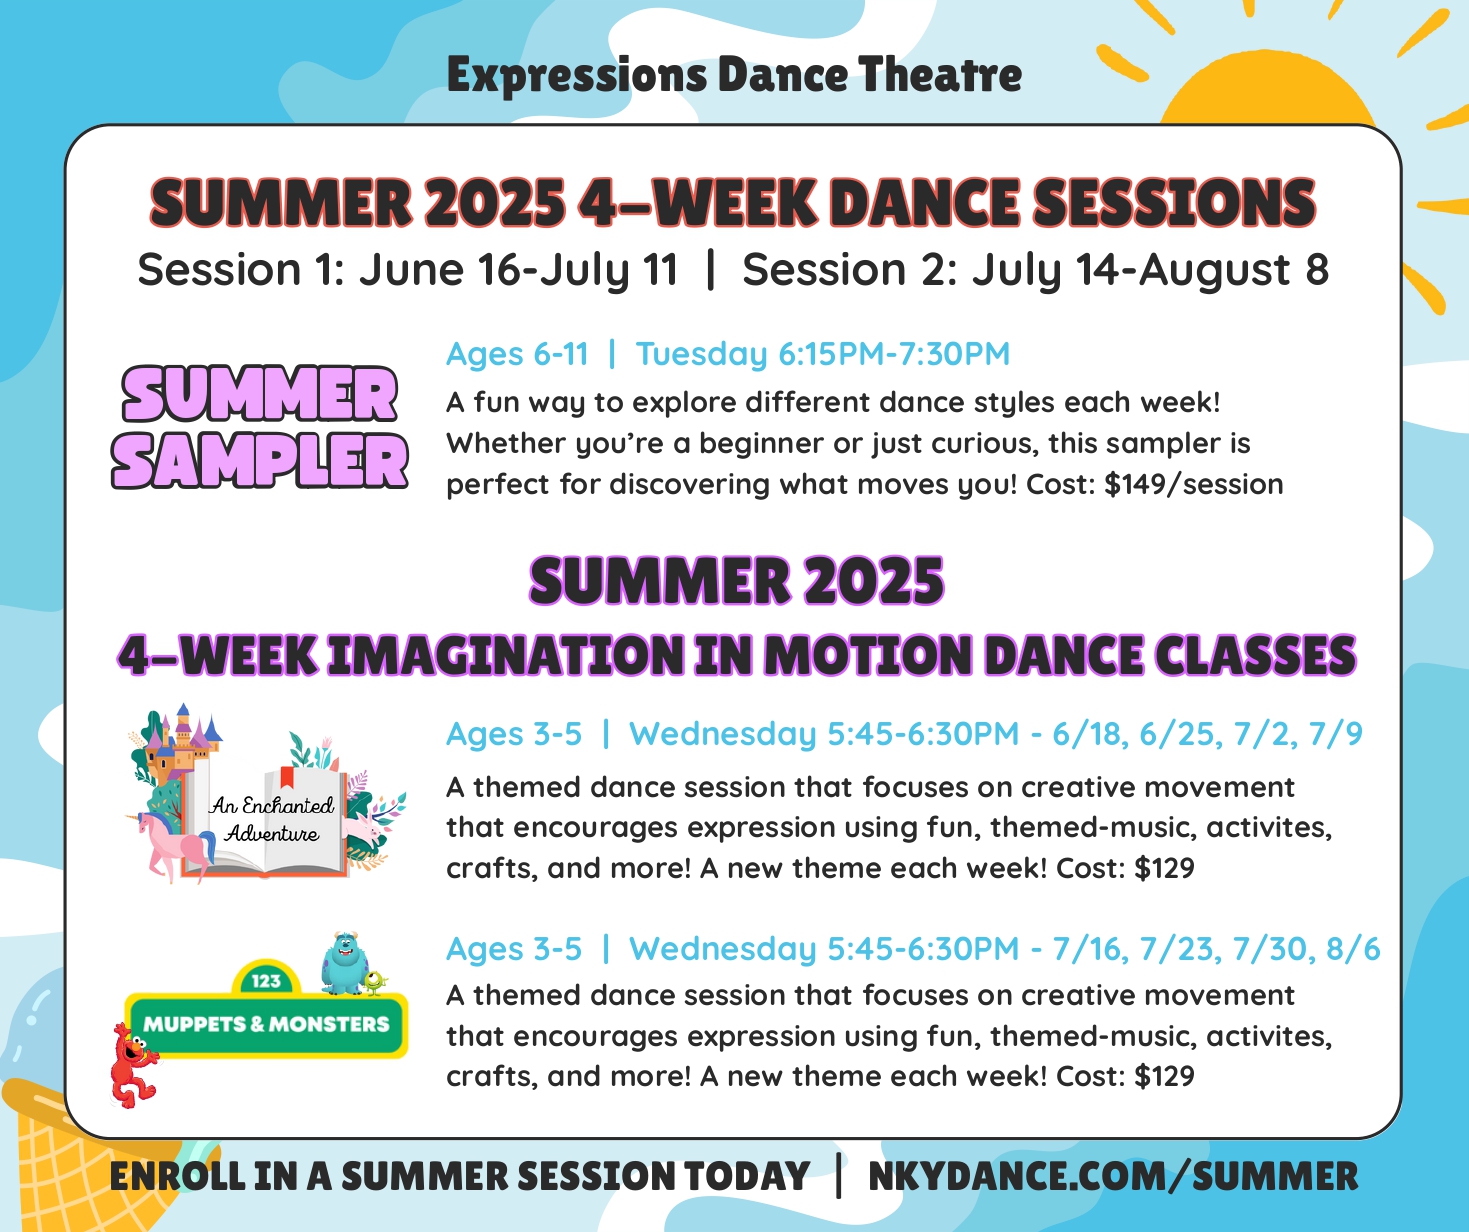 Expressions Dance Theatre
SUMMER 2025 4-WEEK DANCE SESSIONS
Session 1: June 16-July 11 | Session 2: July 14-August 8
SUMMER
SAMPLER
Ages 6-11 | Tuesday 6:15PM-7:30PM
A fun way to explore different dance styles each week!
Whether you're a beginner or just curious, this sampler is
perfect for discovering what moves you! Cost: $149/session
SUMMER 2025
4-WEEK IMAGINATION IN MOTION DANCE CLASSES
An Enchanted
Adventure
Ages 3-5 | Wednesday 5:45-6:30PM - 6/18, 6/25, 7/2, 7/9
A themed dance session that focuses on creative movement
that encourages expression using fun, themed-music, activites,
crafts, and more! A new theme each week! Cost: $129
123
MUPPETS & MONSTERS
Ages 3-5 | Wednesday 5:45-6:30PM - 7/16, 7/23, 7/30, 8/6
A themed dance session that focuses on creative movement
that encourages expression using fun, themed-music, activites,
crafts, and more! A new theme each week! Cost: $129
ENROLL IN A SUMMER SESSION TODAY | NKYDANCE.COM/SUMMER